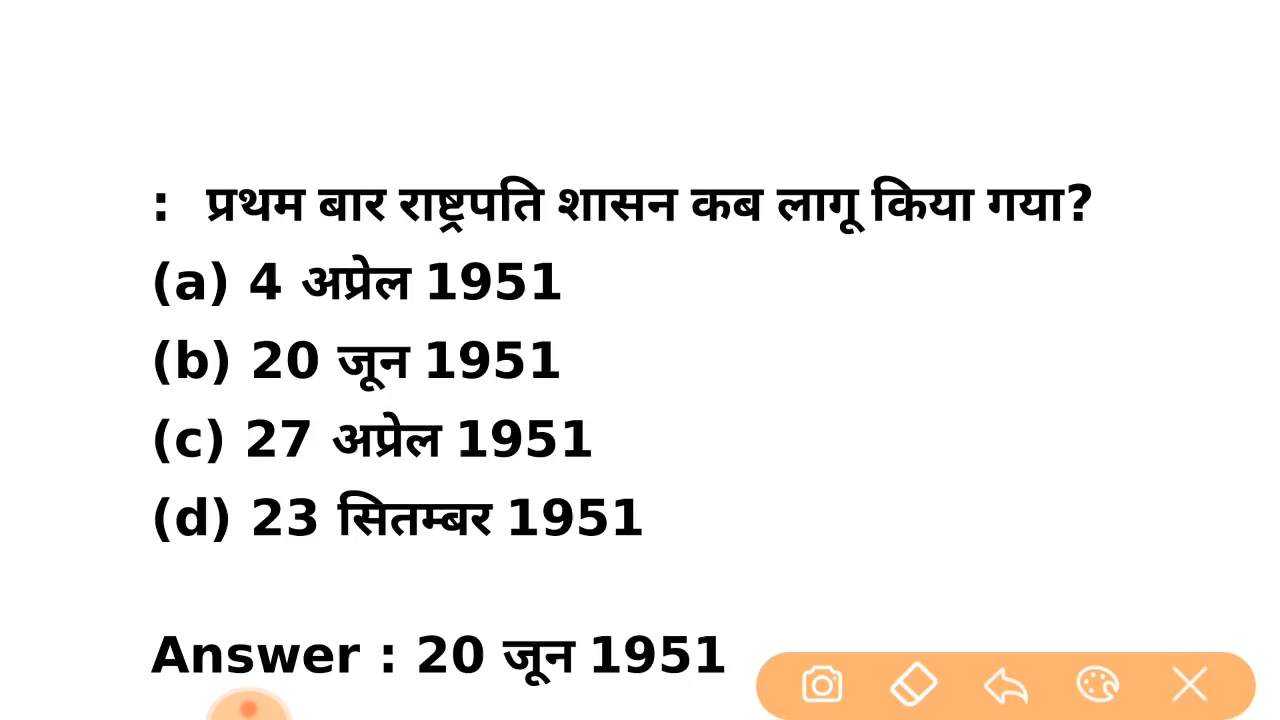 : प्रथम बार राष्ट्रपति शासन कब लागू किया गया?
(a) 4 अप्रेल 1951
(b) 20 जून 1951
(c) 27 अप्रेल 1951
(d) 23 सितम्बर 1951
Answer : 20 जून 1951